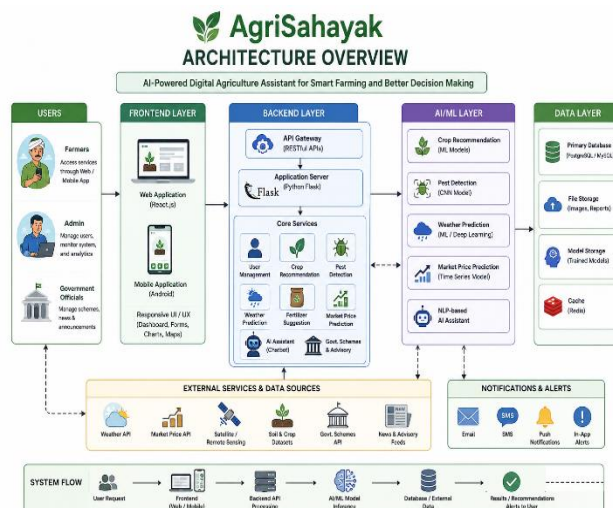 AgriSahayak
ARCHITECTURE OVERVIEW
AI-Powered Digital Agriculture Assistant for Smart Farming and Better Decision Making
USERS
Farmers
Access services
through Web /
Mobile App
Admin
Manage users,
monitor system,
and analytics
Government
Officials
Manage schemes,
news &
announcements
FRONTEND LAYER
Web Application
(React.js)
Mobile Application
(Android)
Responsive UI / UX
(Dashboard, Forms,
Charts, Maps)
BACKEND LAYER
API Gateway
(RESTful APIs)
Flask
Application Server
(Python Flask)
Core Services
User
Management
Crop
Recommendation
Pest
Detection
Weather
Prediction
Fertilizer
Suggestion
Market Price
Prediction
AI Assistant
(Chatbot)
Govt. Schemes
& Advisory
AI/ML LAYER
Crop Recommendation
(ML Models)
Pest Detection
(CNN Model)
Weather Prediction
(ML / Deep Learning)
Market Price Prediction
(Time Series Model)
NLP-based
AI Assistant
DATA LAYER
Primary Database
(PostgreSQL / MySQL)
File Storage
(Images, Reports)
Model Storage
(Trained Models)
Cache
(Redis)
EXTERNAL SERVICES & DATA SOURCES
Weather API
Market Price API
Satellite /
Remote Sensing
Soil & Crop
Datasets
Govt. Schemes
API
News & Advisory
Feeds
NOTIFICATIONS & ALERTS
Email
SMS
SMS
Push
Notifications
In-App
Alerts
SYSTEM FLOW
User Request
Frontend
(Web / Mobile)
Backend API
Processing
AI/ML Model
Inference
Database / External
Data
Results / Recommendations
Alerts to User